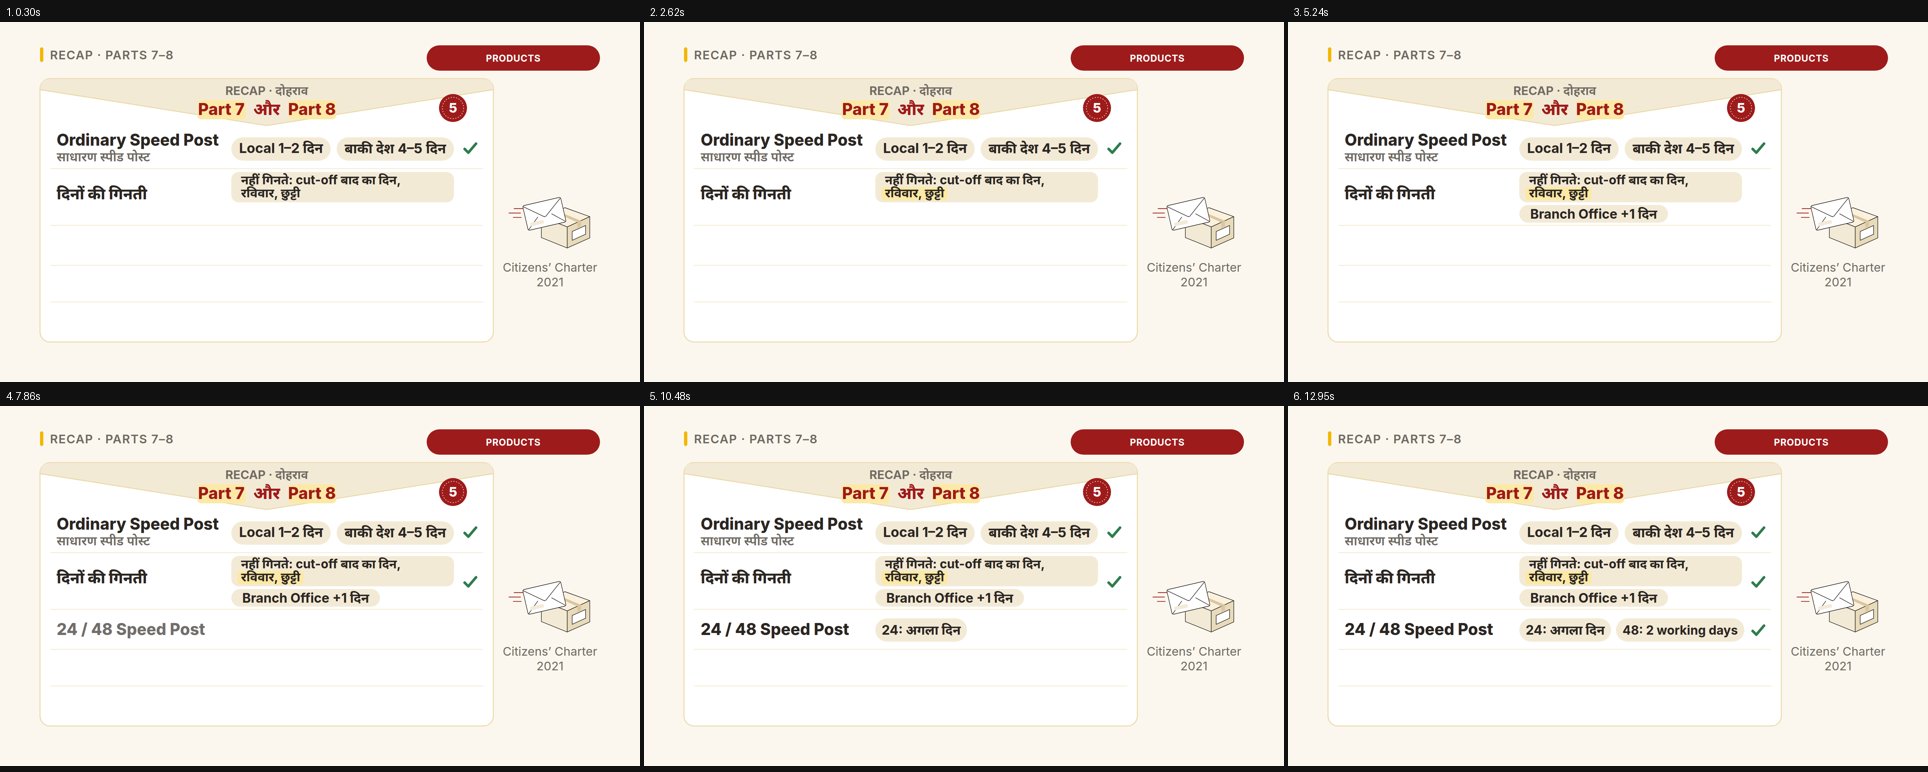 1. 0.30s
RECAP · PARTS 7–8
PRODUCTS
RECAP · दोहराव
Part 7 और Part 8
5
Ordinary Speed Post
साधारण स्पीड पोस्ट
Local 1–2 दिन
बाकी देश 4–5 दिन
दिनों की गिनती
नहीं गिनते: cut-off बाद का दिन,
रविवार, छुट्टी
Citizens’ Charter
2021
2. 2.62s
RECAP · PARTS 7–8
PRODUCTS
RECAP · दोहराव
Part 7 और Part 8
5
Ordinary Speed Post
साधारण स्पीड पोस्ट
Local 1–2 दिन
बाकी देश 4–5 दिन
दिनों की गिनती
नहीं गिनते: cut-off बाद का दिन,
रविवार, छुट्टी
Citizens’ Charter
2021
3. 5.24s
RECAP · PARTS 7–8
PRODUCTS
RECAP · दोहराव
Part 7 और Part 8
5
Ordinary Speed Post
साधारण स्पीड पोस्ट
Local 1–2 दिन
बाकी देश 4–5 दिन
दिनों की गिनती
नहीं गिनते: cut-off बाद का दिन,
रविवार, छुट्टी
Branch Office +1 दिन
Citizens’ Charter
2021
4. 7.86s
RECAP · PARTS 7–8
PRODUCTS
RECAP · दोहराव
Part 7 और Part 8
5
Ordinary Speed Post
साधारण स्पीड पोस्ट
Local 1–2 दिन
बाकी देश 4–5 दिन
दिनों की गिनती
नहीं गिनते: cut-off बाद का दिन,
रविवार, छुट्टी
Branch Office +1 दिन
24 / 48 Speed Post
Citizens’ Charter
2021
5. 10.48s
RECAP · PARTS 7–8
PRODUCTS
RECAP · दोहराव
Part 7 और Part 8
5
Ordinary Speed Post
साधारण स्पीड पोस्ट
Local 1–2 दिन
बाकी देश 4–5 दिन
दिनों की गिनती
नहीं गिनते: cut-off बाद का दिन,
रविवार, छुट्टी
Branch Office +1 दिन
24 / 48 Speed Post
24: अगला दिन
Citizens’ Charter
2021
6. 12.95s
RECAP · PARTS 7–8
PRODUCTS
RECAP · दोहराव
Part 7 और Part 8
5
Ordinary Speed Post
साधारण स्पीड पोस्ट
Local 1–2 दिन
बाकी देश 4–5 दिन
दिनों की गिनती
नहीं गिनते: cut-off बाद का दिन,
रविवार, छुट्टी
Branch Office +1 दिन
24 / 48 Speed Post
24: अगला दिन
48: 2 working days
Citizens’ Charter
2021